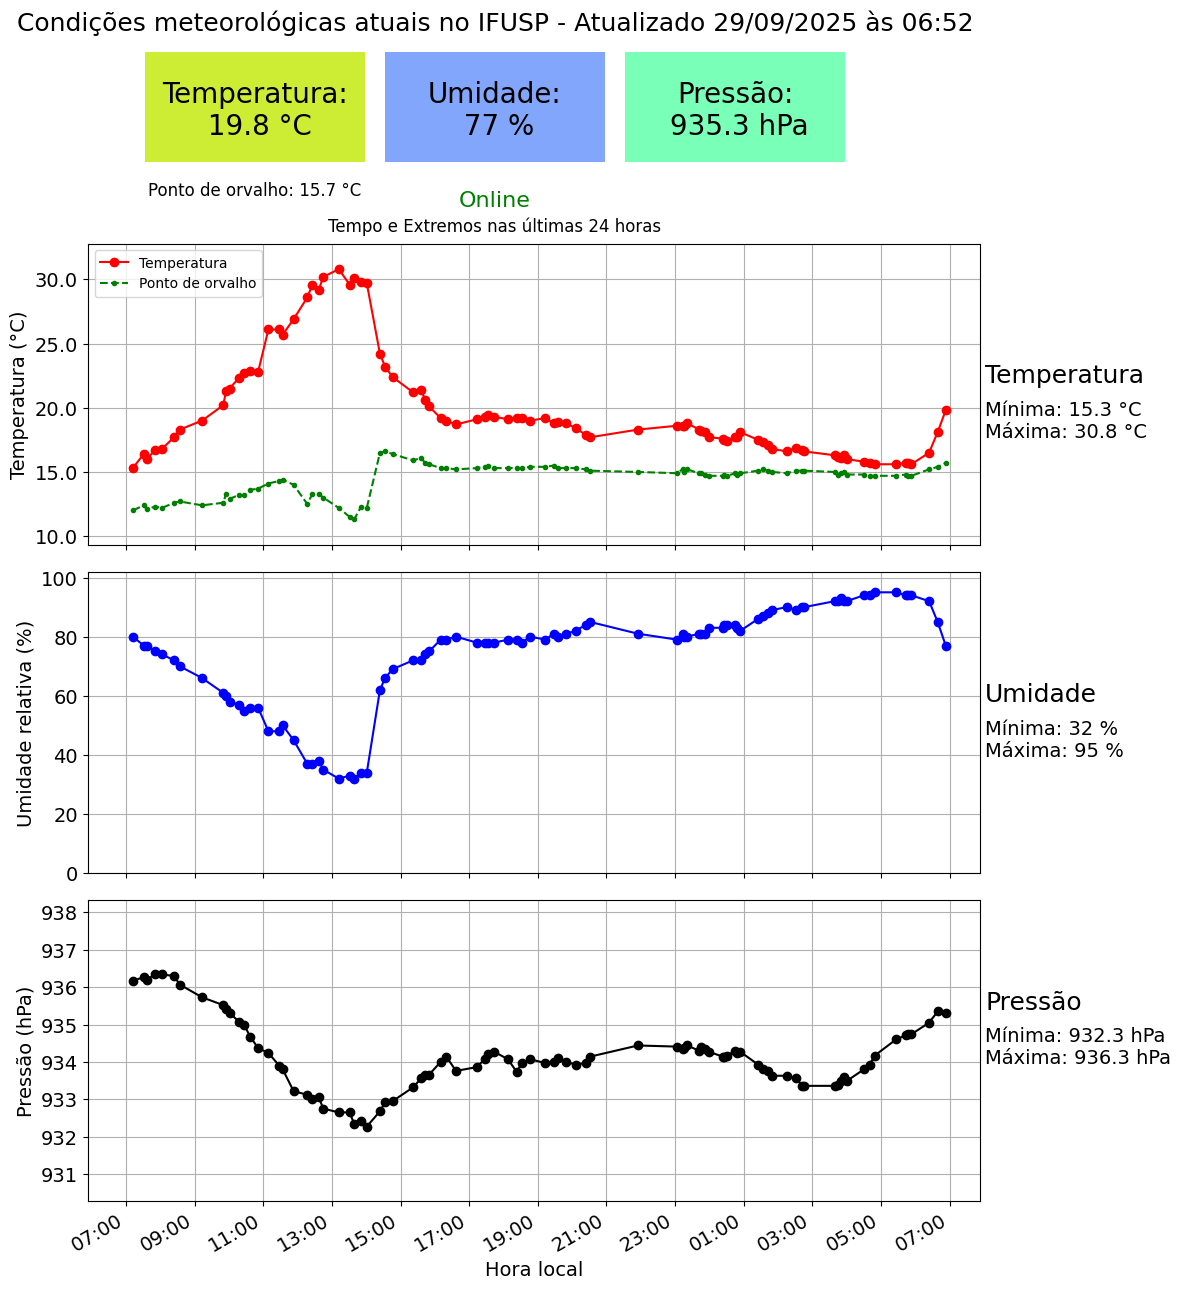 Condições meteorológicas atuais no IFUSP - Atualizado 29/09/2025 às 06:52
Temperatura:
19.8 °C
Umidade:
77 %
Pressão:
935.3 hPa
Ponto de orvalho: 15.7 °C
Online
Tempo e Extremos nas últimas 24 horas
Temperatura
Ponto de orvalho
30.0
25.0
20.0
15.0
10.0
Temperatura (°C)
Temperatura
Mínima: 15.3 °C
Máxima: 30.8 °C
100
80
60
40
20
0
Umidade relativa (%)
Umidade
Mínima: 32 %
Máxima: 95 %
938
937
936
935
934
933
932
931
Pressão (hPa)
Pressão
Mínima: 932.3 hPa
Máxima: 936.3 hPa
07:00
09:00
11:00
13:00
15:00
17:00
19:00
21:00
23:00
01:00
03:00
05:00
07:00
Hora local